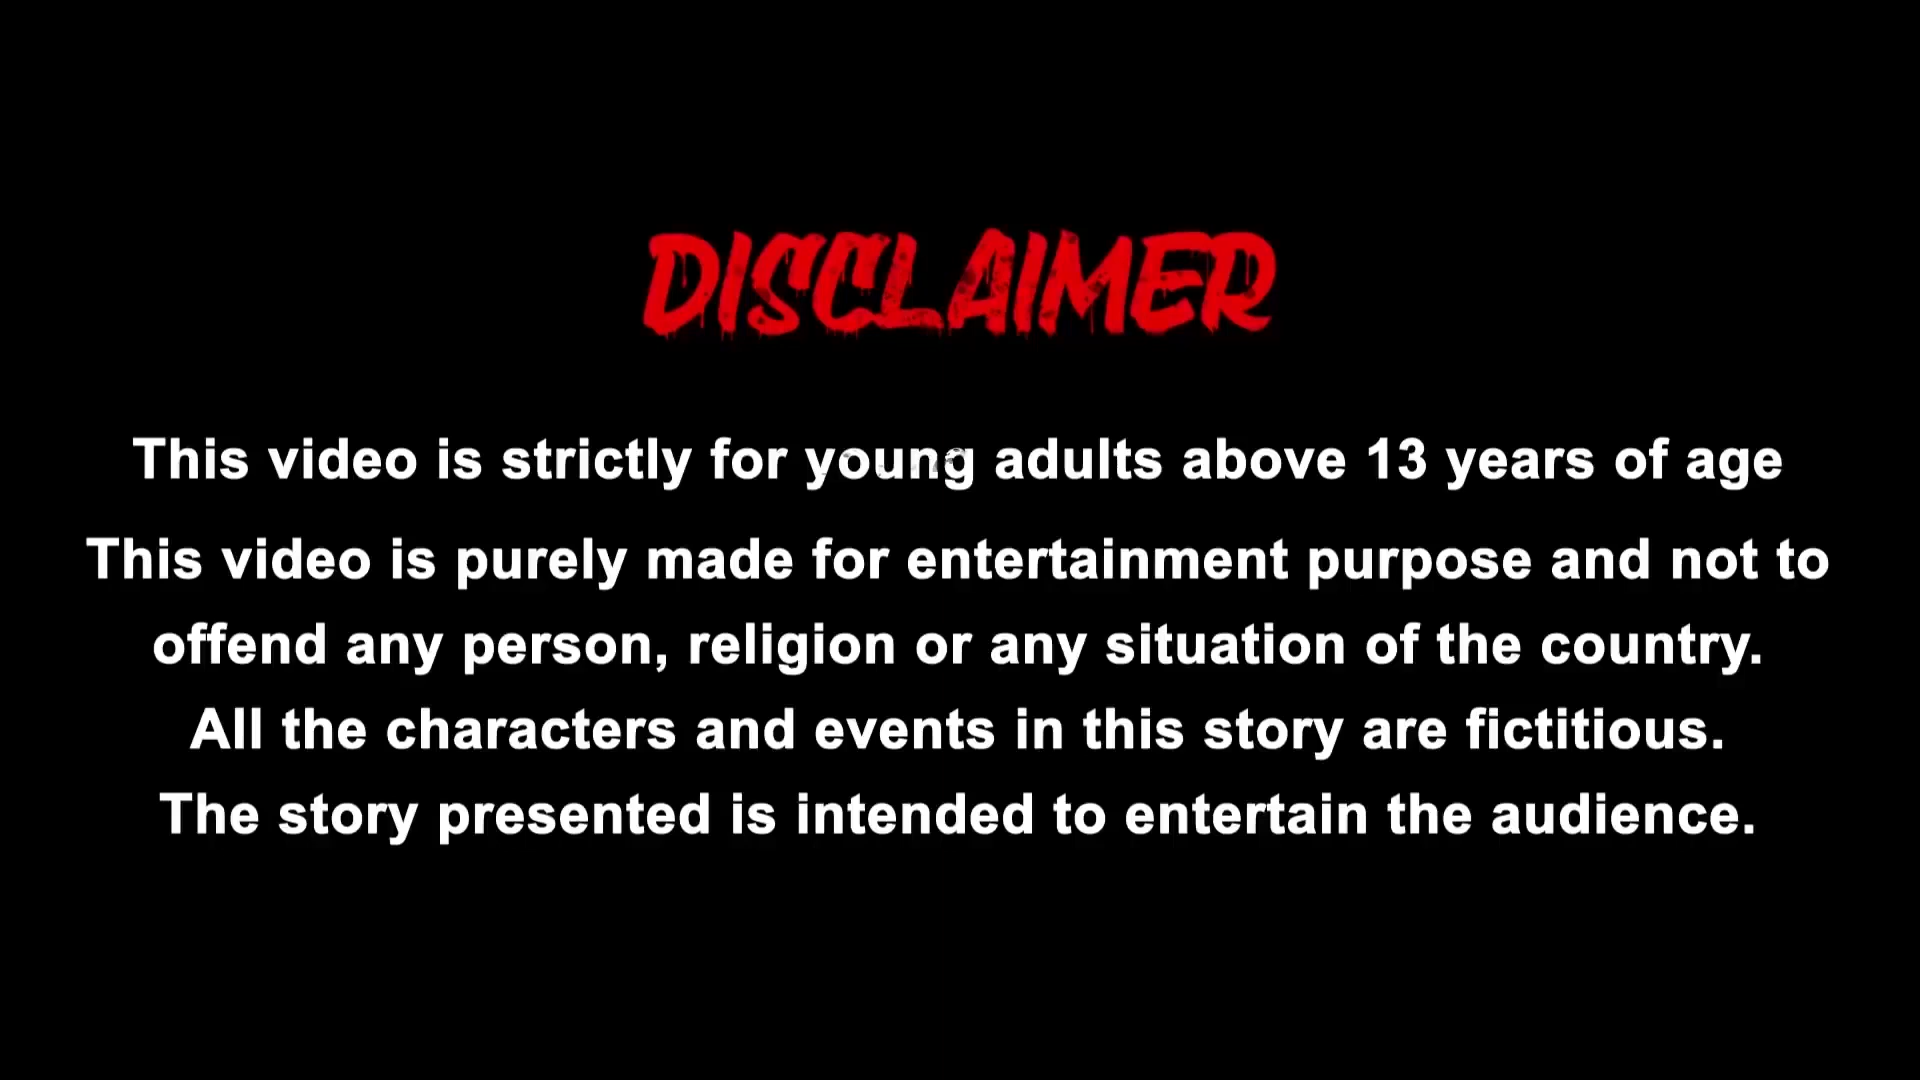 DISCLAIMER
This video is strictly for young adults above 13 years of age
This video is purely made for entertainment purpose and not to
offend any person, religion or any situation of the country.
All the characters and events in this story are fictitious.
The story presented is intended to entertain the audience.